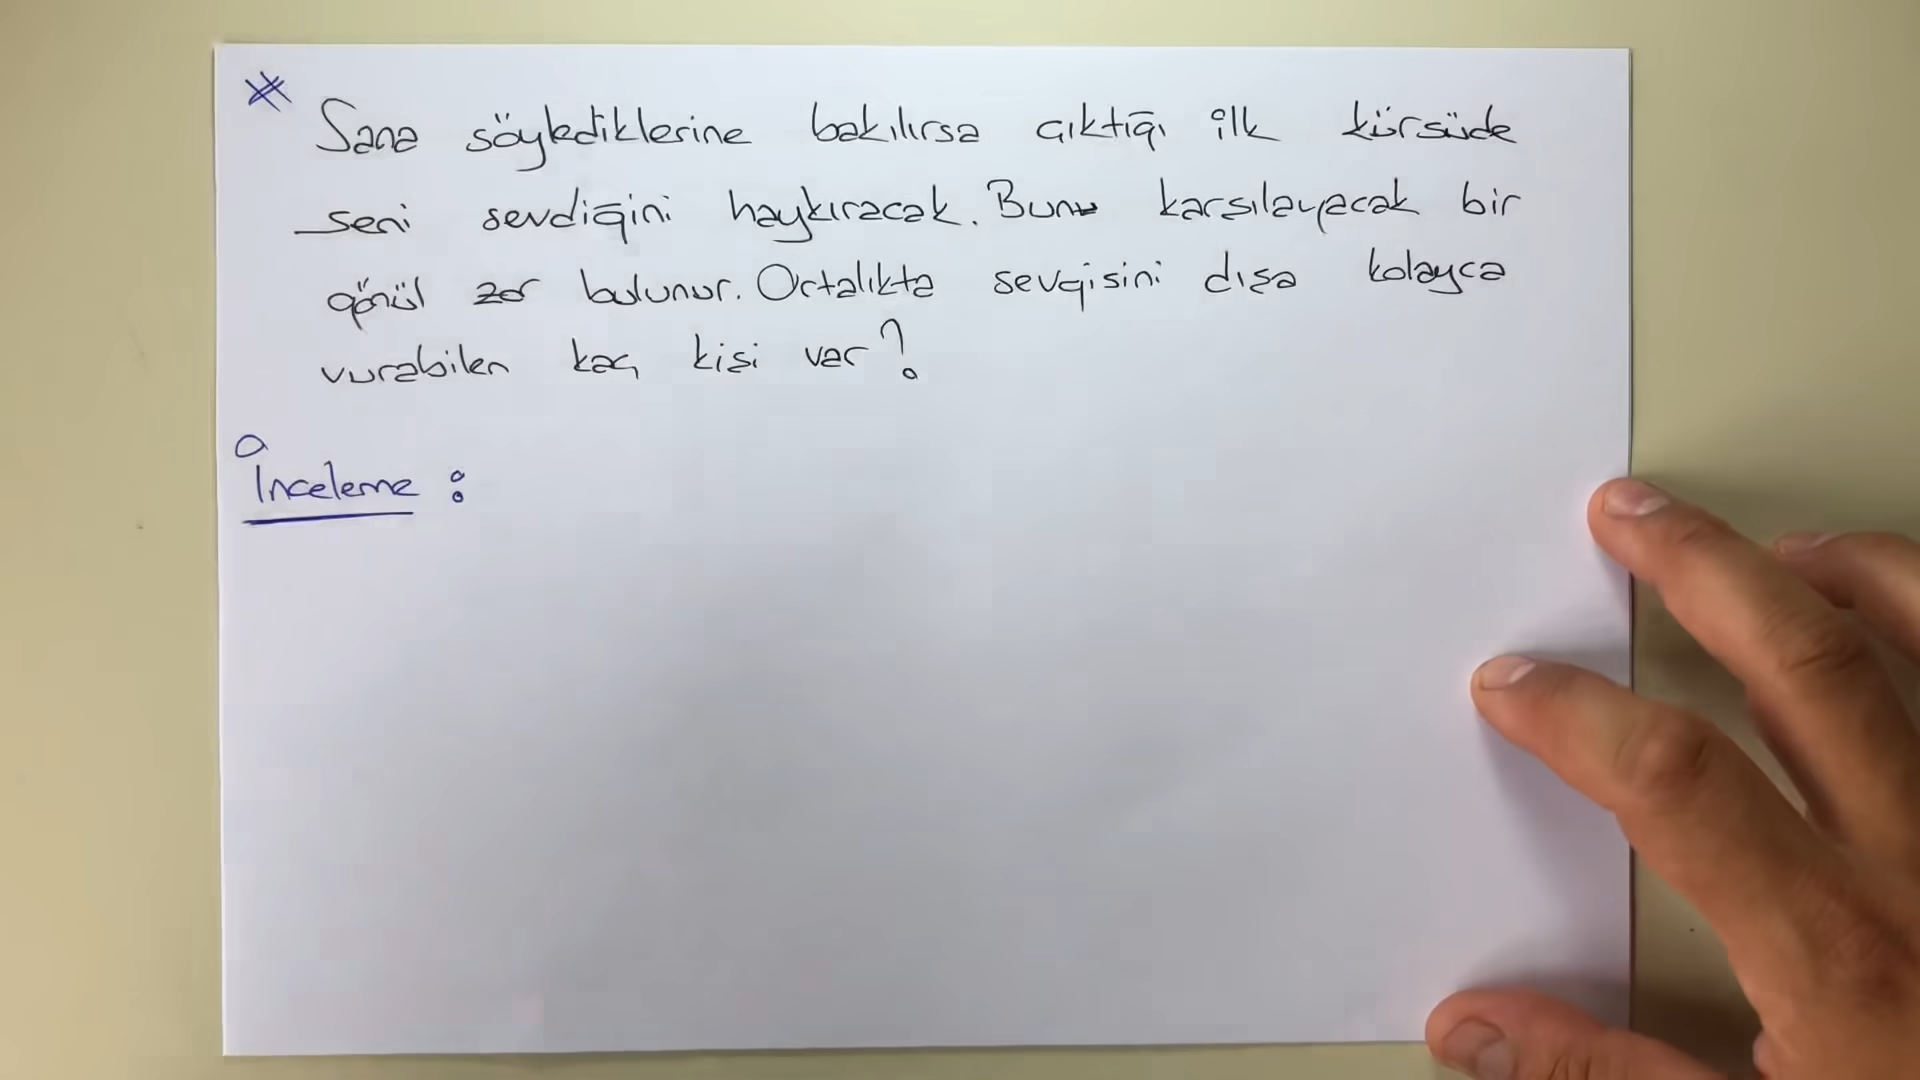 Sana söylediklerine bakılırsa çıktığı ilk kürsüde
seni sevdiğini haykıracak. Bunu karşılayacak bir
gönül zor bulunur. Ortalıkta sevgisini dışa kolayca
vurabilen kaç kişi var?
İnceleme :